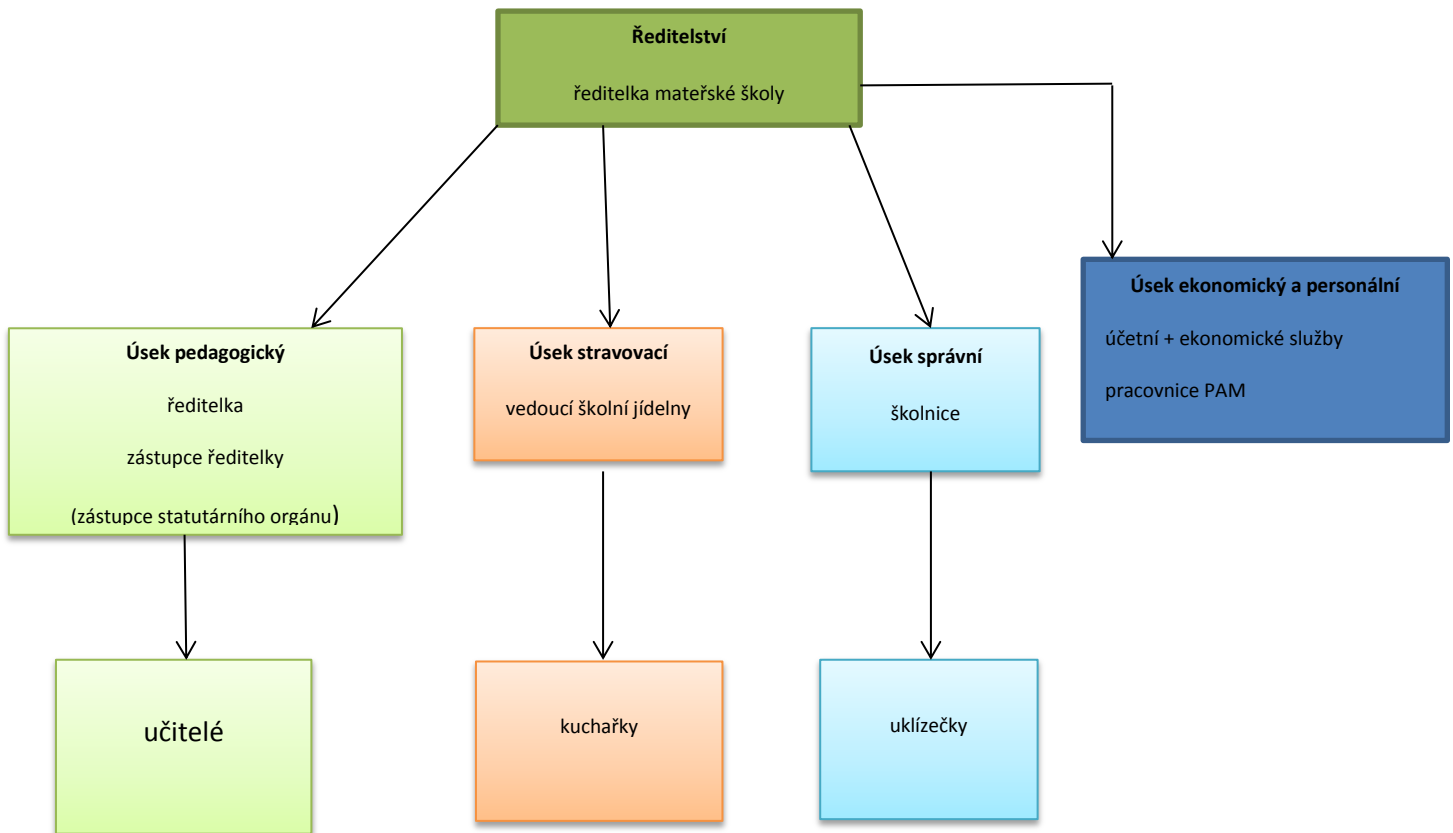 Ředitelství
ředitelka mateřské školy
Úsek pedagogický
ředitelka
zástupce ředitelky
(zástupce statutárního orgánu)
Úsek stravovací
vedoucí školní jídelny
Úsek správní
školnice
Úsek ekonomický a personální
účetní + ekonomické služby
pracovnice PAM
učitelé
kuchařky
uklízečky